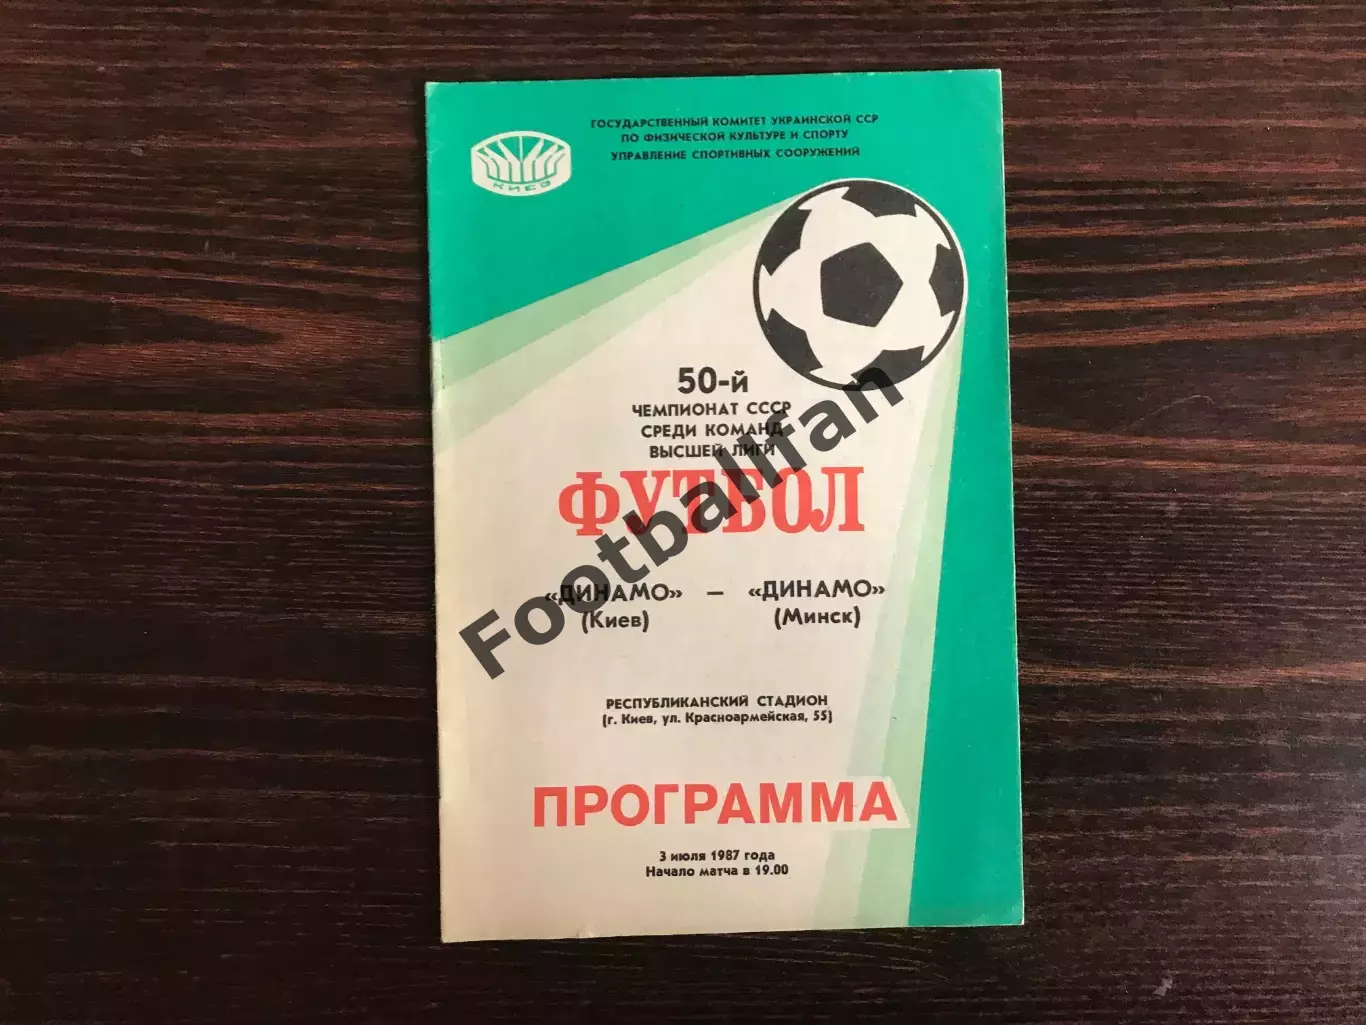 ГОСУДАРСТВЕННЫЙ КОМИТЕТ УКРАИНСКОЙ ССР
ПО ФИЗИЧЕСКОЙ КУЛЬТУРЕ И СПОРТУ
УПРАВЛЕНИЕ СПОРТИВНЫХ СООРУЖЕНИЙ
КИЕВ
50-й
ЧЕМПИОНАТ СССР
СРЕДИ КОМАНД
ВЫСШЕЙ ЛИГИ
ФУТБОЛ
«ДИНАМО» — «ДИНАМО»
(Киев) (Минск)
Footballfan
РЕСПУБЛИКАНСКИЙ СТАДИОН
(г. Киев, ул. Красноармейская, 55)
ПРОГРАММА
3 июля 1987 года
Начало матча в 19.00